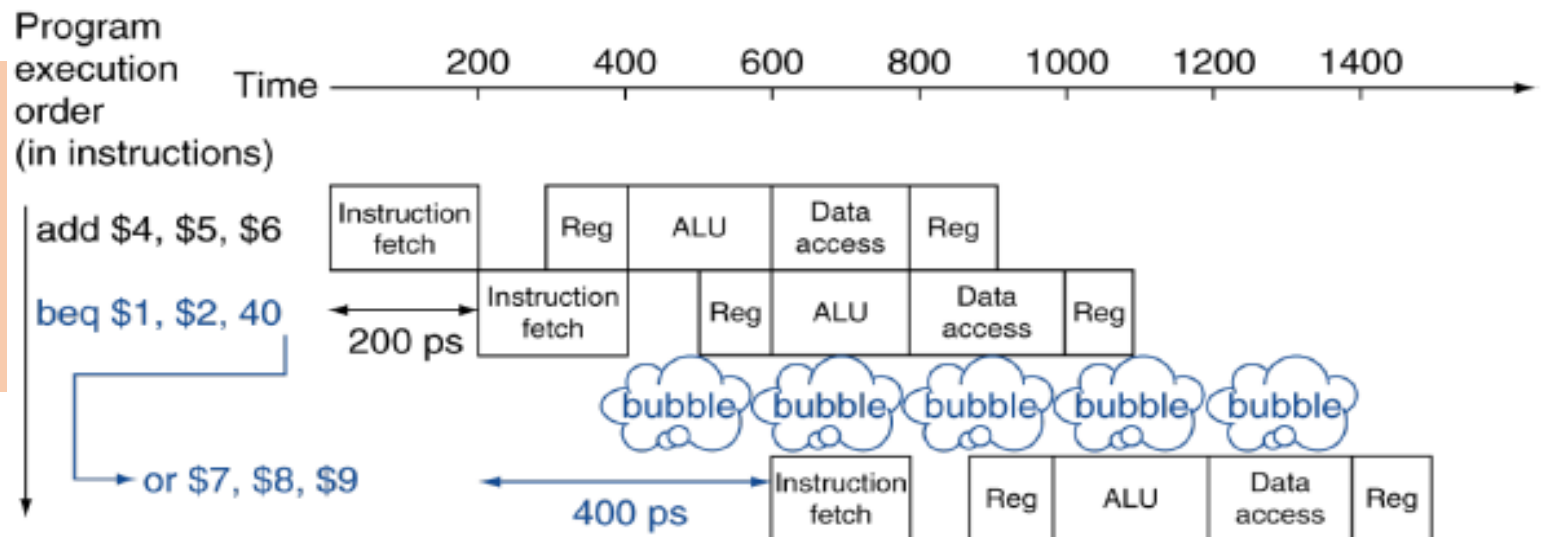 Program
execution
order
(in instructions)
Time
200 400 600 800 1000 1200 1400
add $4, $5, $6
Instruction
fetch
Reg
ALU
Data
access
Reg
beq $1, $2, 40
200 ps
Instruction
fetch
Reg
ALU
Data
access
Reg
bubble bubble bubble bubble bubble
or $7, $8, $9
400 ps
Instruction
fetch
Reg
ALU
Data
access
Reg